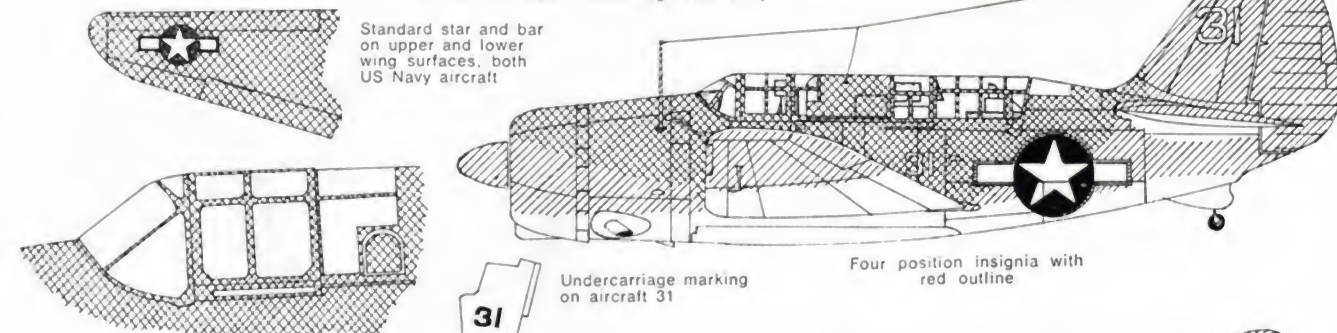 31
Standard star and bar
on upper and lower
wing surfaces, both
US Navy aircraft
31
Undercarriage marking
on aircraft 31
31
Four position insignia with
red outline